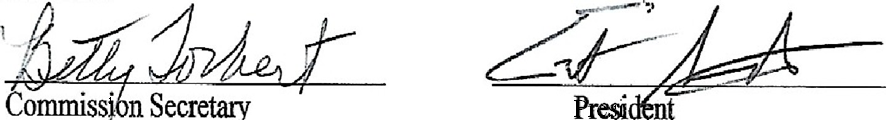 Betty Torbert
Commission Secretary President